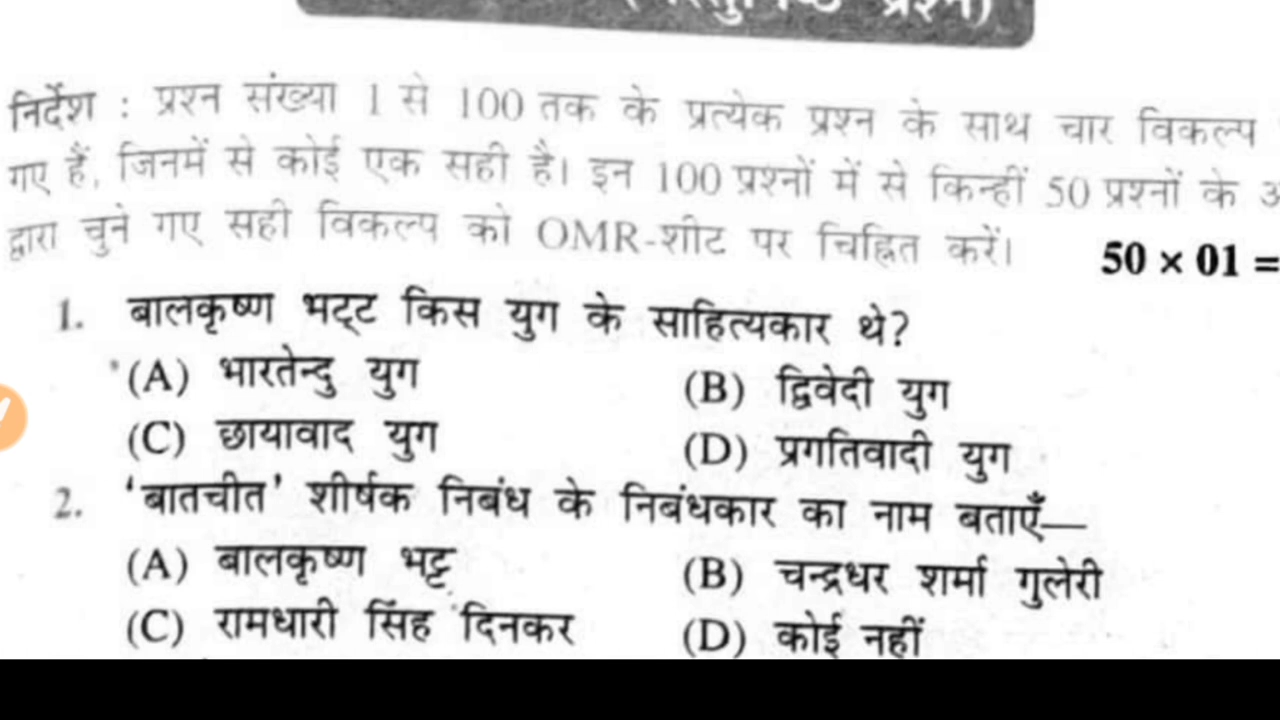 निर्देश : प्रश्न संख्या 1 से 100 तक के प्रत्येक प्रश्न के साथ चार विकल्प
गए हैं, जिनमें से कोई एक सही है। इन 100 प्रश्नों में से किन्हीं 50 प्रश्नों के
द्वारा चुने गए सही विकल्प को OMR-शीट पर चिह्नित करें। 50 × 01 =
1. बालकृष्ण भट्ट किस युग के साहित्यकार थे?
(A) भारतेन्दु युग (B) द्विवेदी युग
(C) छायावाद युग (D) प्रगतिवादी युग
2. ‘बातचीत’ शीर्षक निबंध के निबंधकार का नाम बताएँ—
(A) बालकृष्ण भट्ट (B) चन्द्रधर शर्मा गुलेरी
(C) रामधारी सिंह दिनकर (D) कोई नहीं